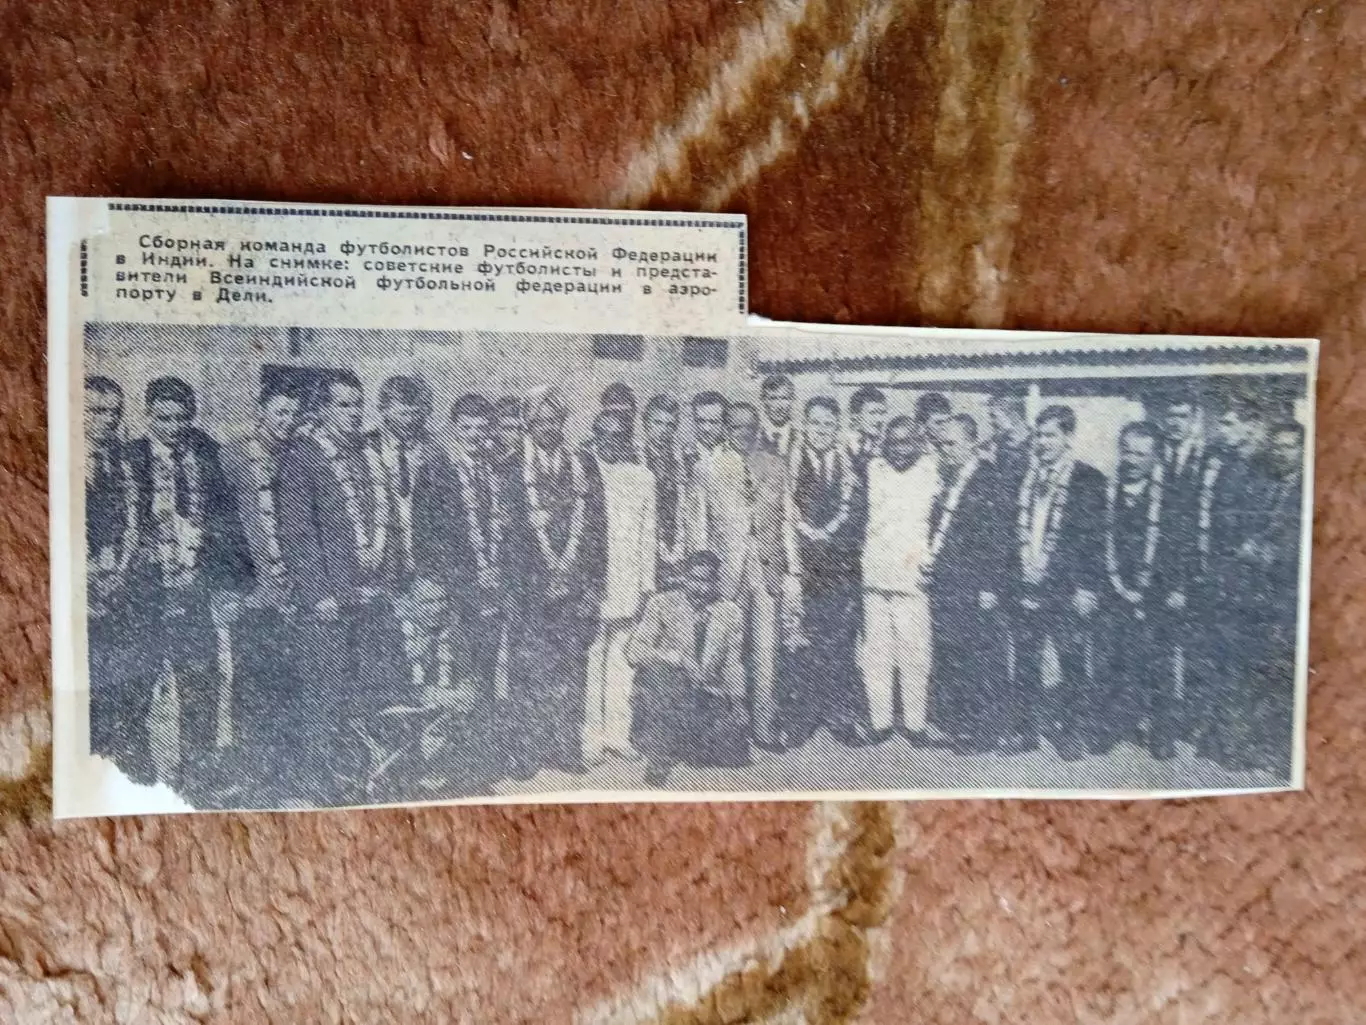 Сборная команда футболистов Российской Федерации
в Индии. На снимке: советские футболисты и предста-
вители Всеиндийской футбольной федерации в аэро-
порту в Дели.